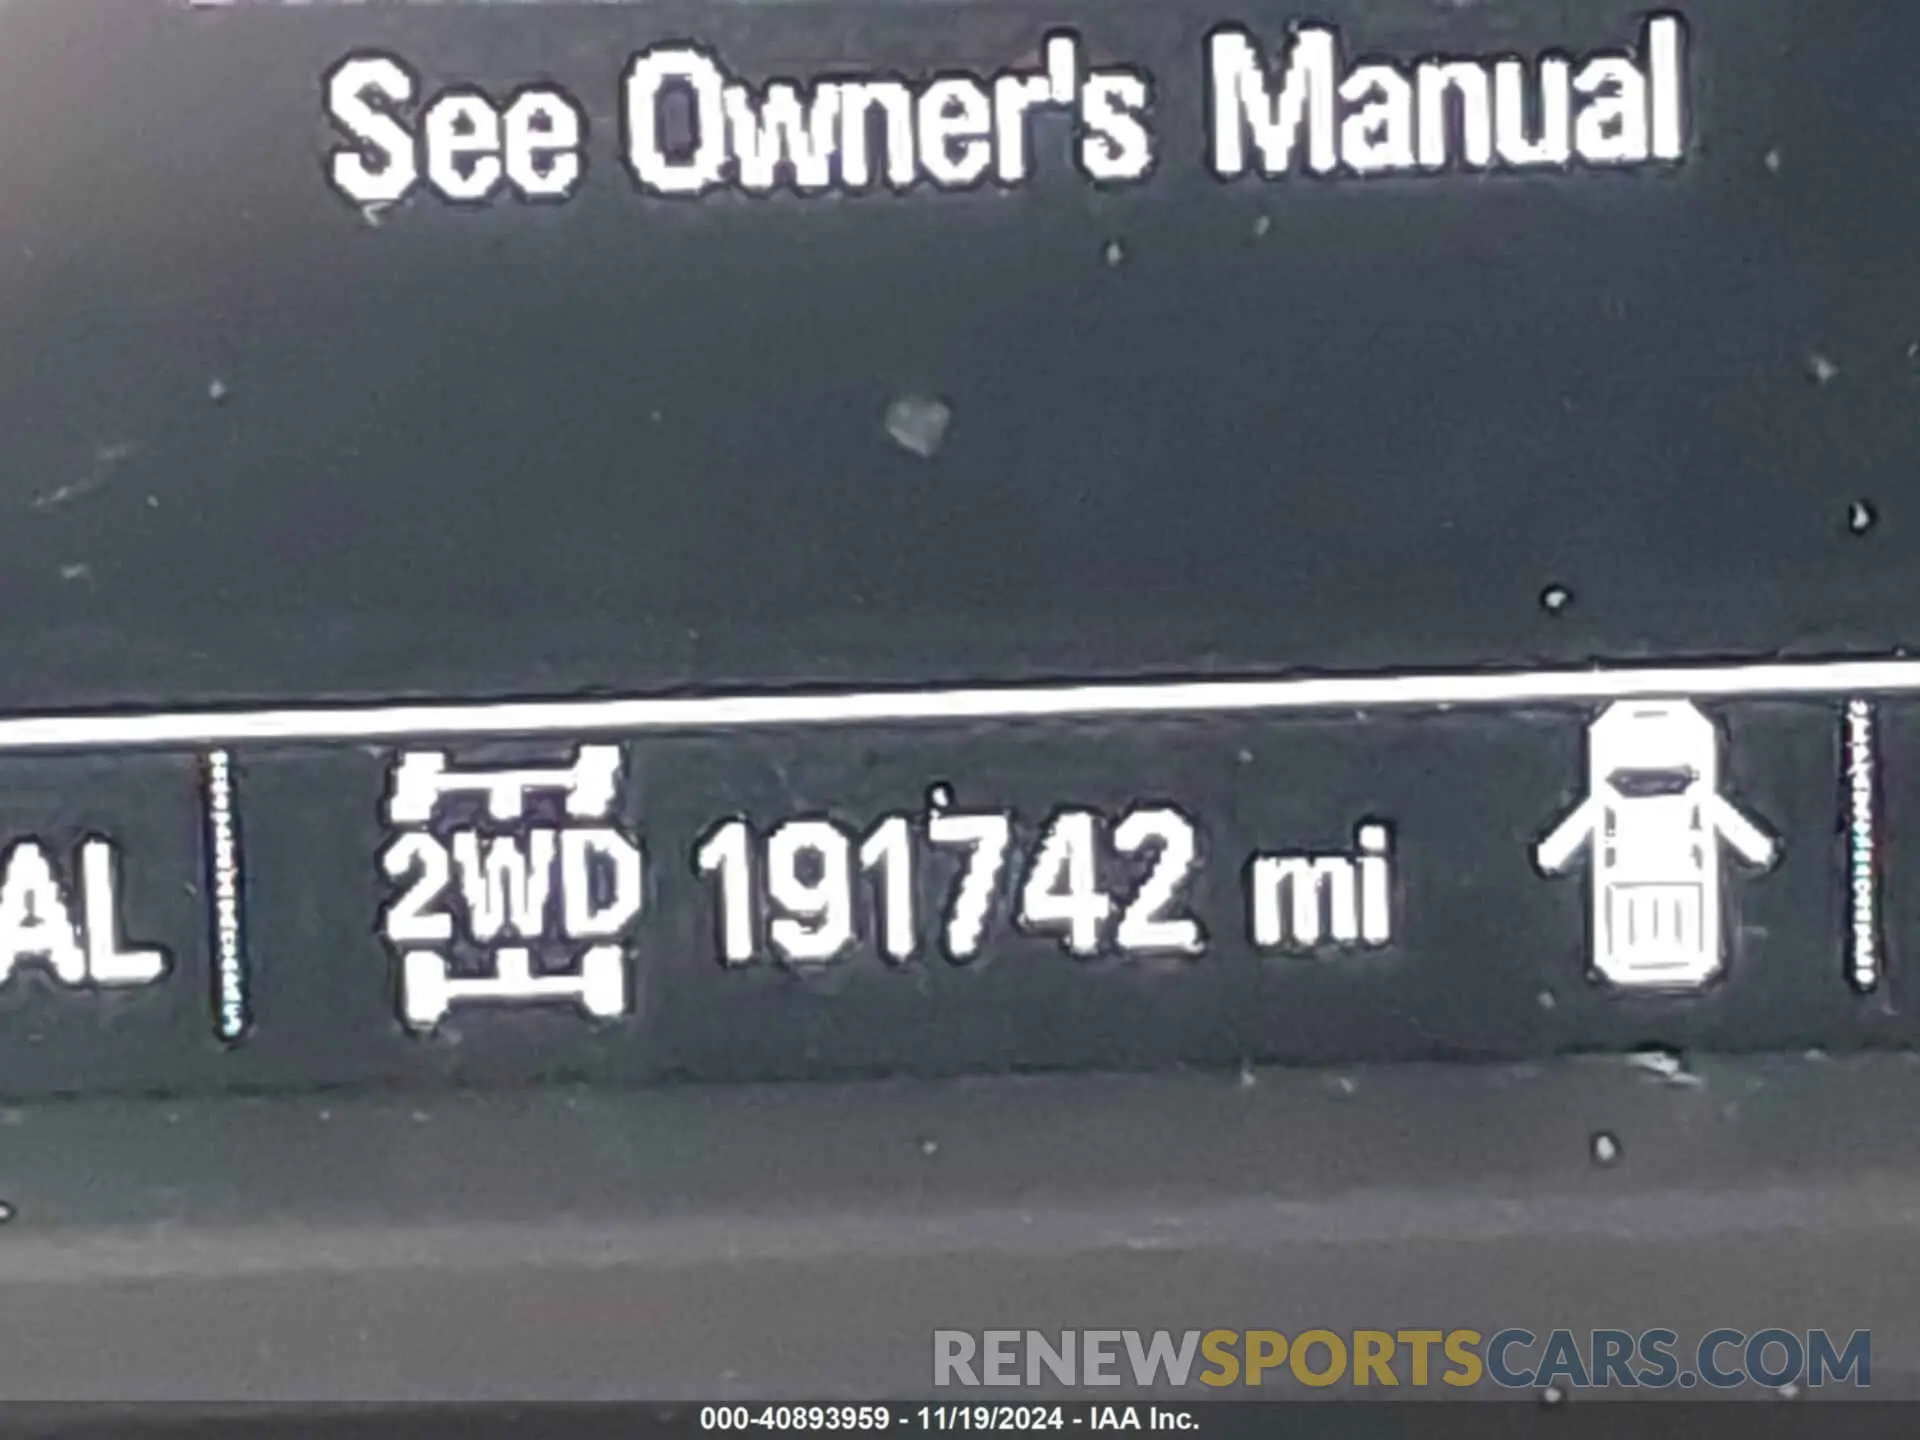 See Owner's Manual
AL
2WD 191742 mi
RENEWSPORTSCARS.COM
000-40893959 - 11/19/2024 - IAA Inc.